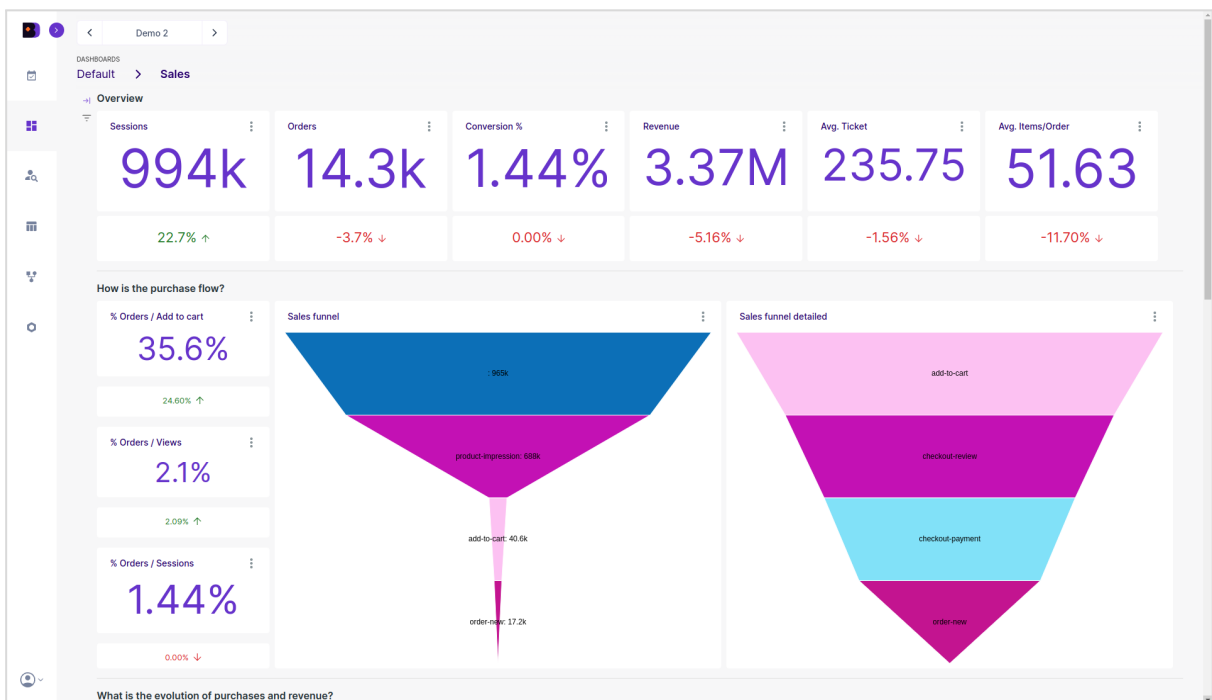 Demo 2
DASHBOARDS
Default > Sales
Overview
Sessions
994k
22.7% ↑
Orders
14.3k
-3.7% ↓
Conversion %
1.44%
0.00% ↓
Revenue
3.37M
-5.16% ↓
Avg. Ticket
235.75
-1.56% ↓
Avg. Items/Order
51.63
-11.70% ↓
How is the purchase flow?
% Orders / Add to cart
35.6%
24.60% ↑
% Orders / Views
2.1%
2.09% ↑
% Orders / Sessions
1.44%
0.00% ↓
Sales funnel
: 965k
product-impression: 688k
add-to-cart: 40.6k
order-new: 17.2k
Sales funnel detailed
add-to-cart
checkout-review
checkout-payment
order-new
What is the evolution of purchases and revenue?